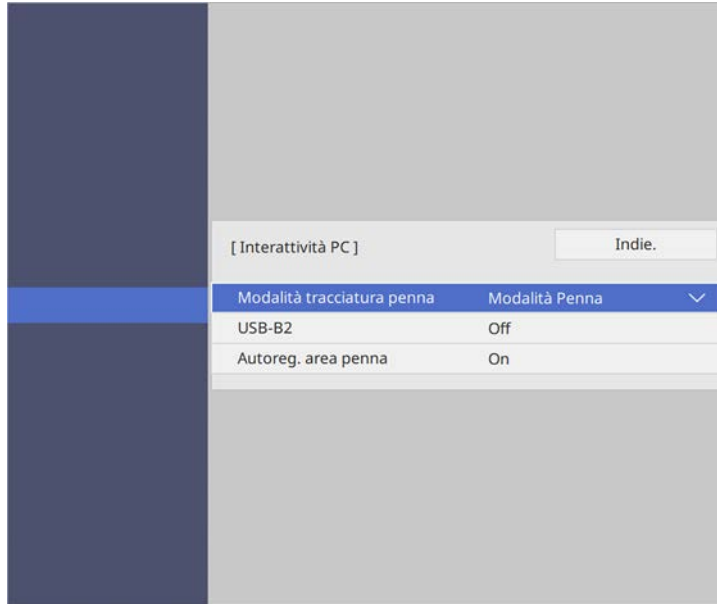 [ Interattività PC ] Indie.
Modalità tracciatura penna Modalità Penna
USB-B2 Off
Autoreg. area penna On